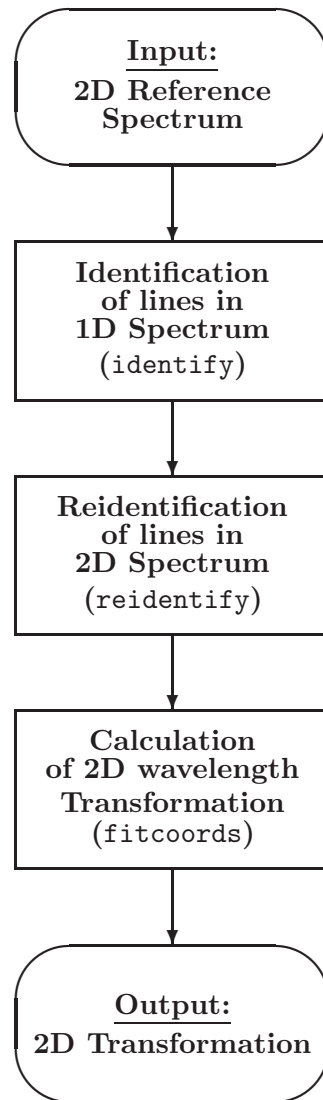 Input:
2D Reference
Spectrum
Identification
of lines in
1D Spectrum
(identify)
Reidentification
of lines in
2D Spectrum
(reidentify)
Calculation
of 2D wavelength
Transformation
(fitcoords)
Output:
2D Transformation